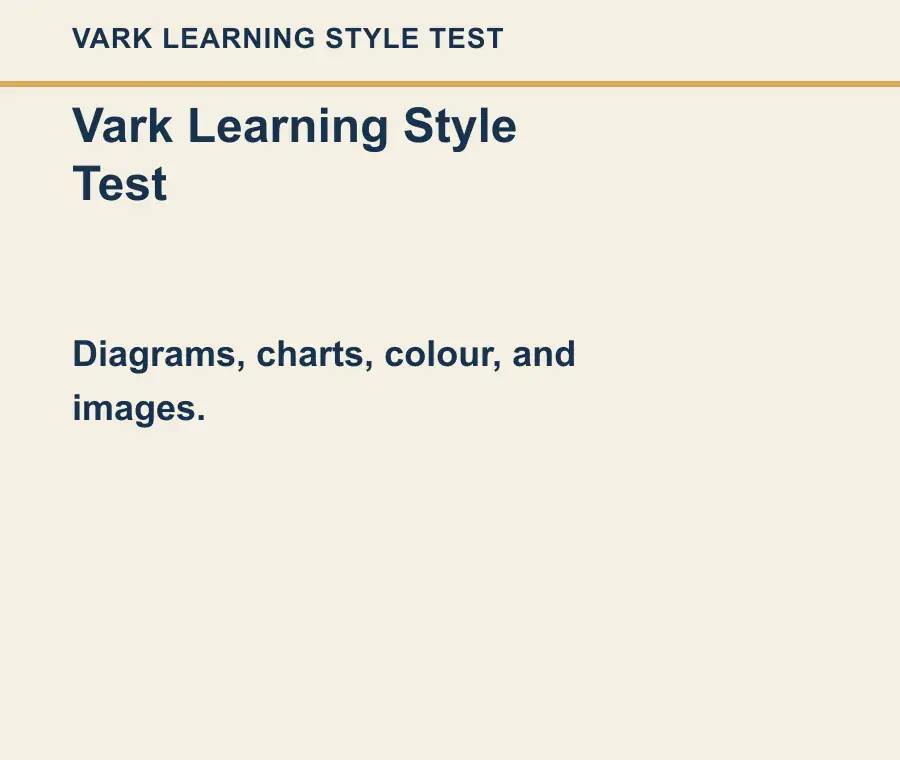 VARK LEARNING STYLE TEST
Vark Learning Style
Test
Diagrams, charts, colour, and
images.